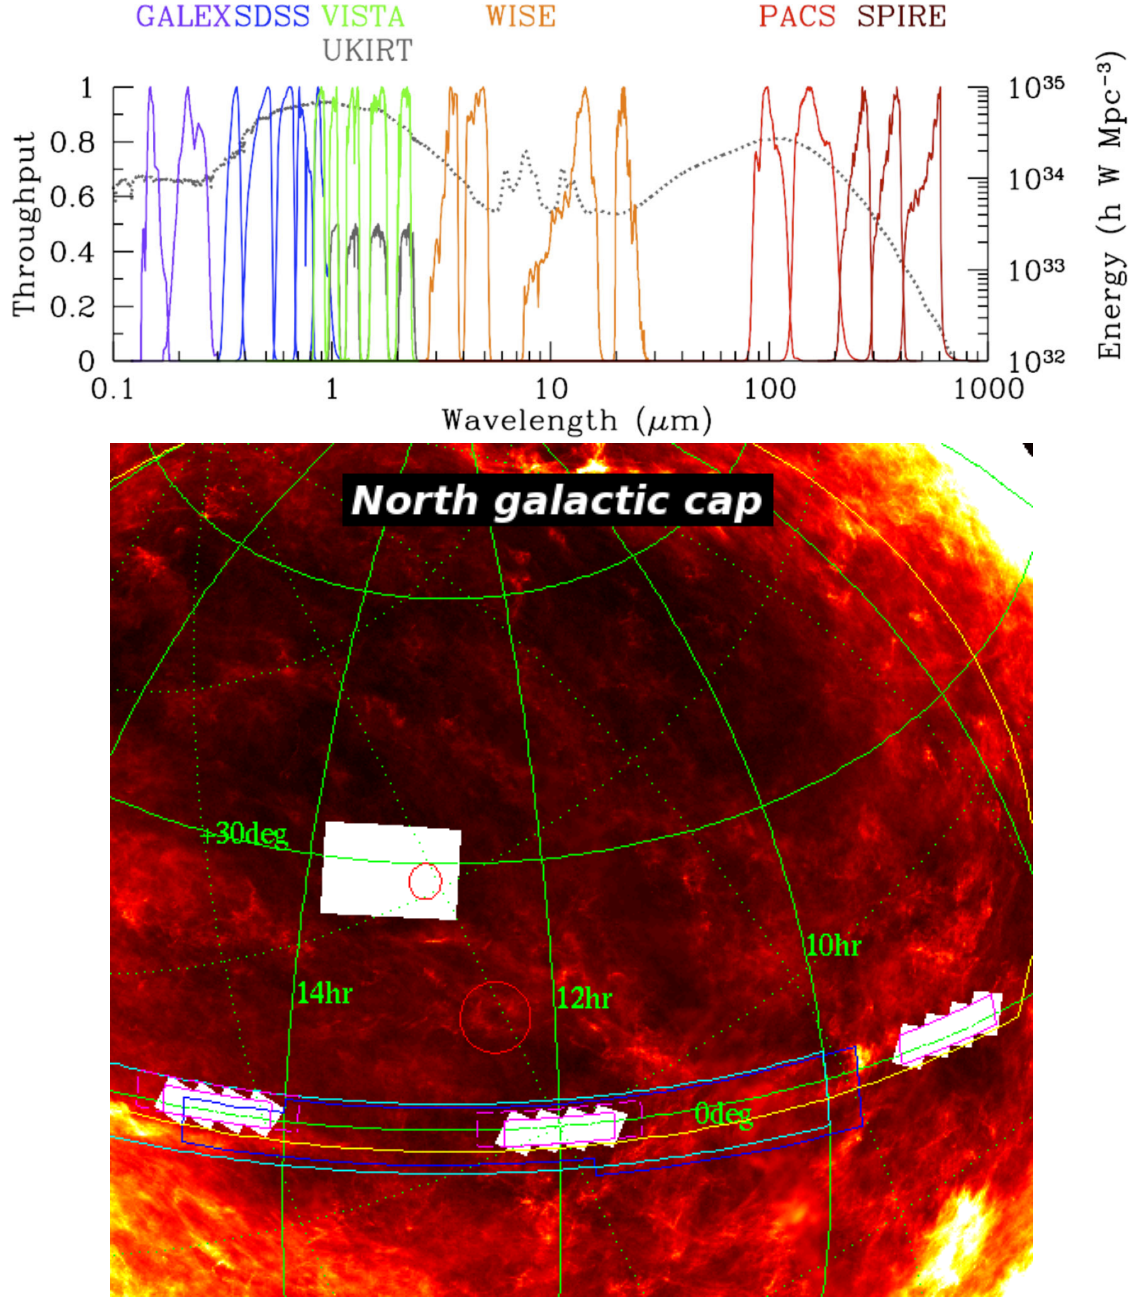 GALEX SDSS VISTA WISE PACS SPIRE
UKIRT
1 10³⁵
0.8
0.6 10³⁴
0.4
10³³
0.2
0 10³²
Throughput
Energy (h W Mpc⁻³)
0.1 1 10 100 1000
Wavelength (μm)
North galactic cap
+30deg
10hr
14hr
12hr
0deg